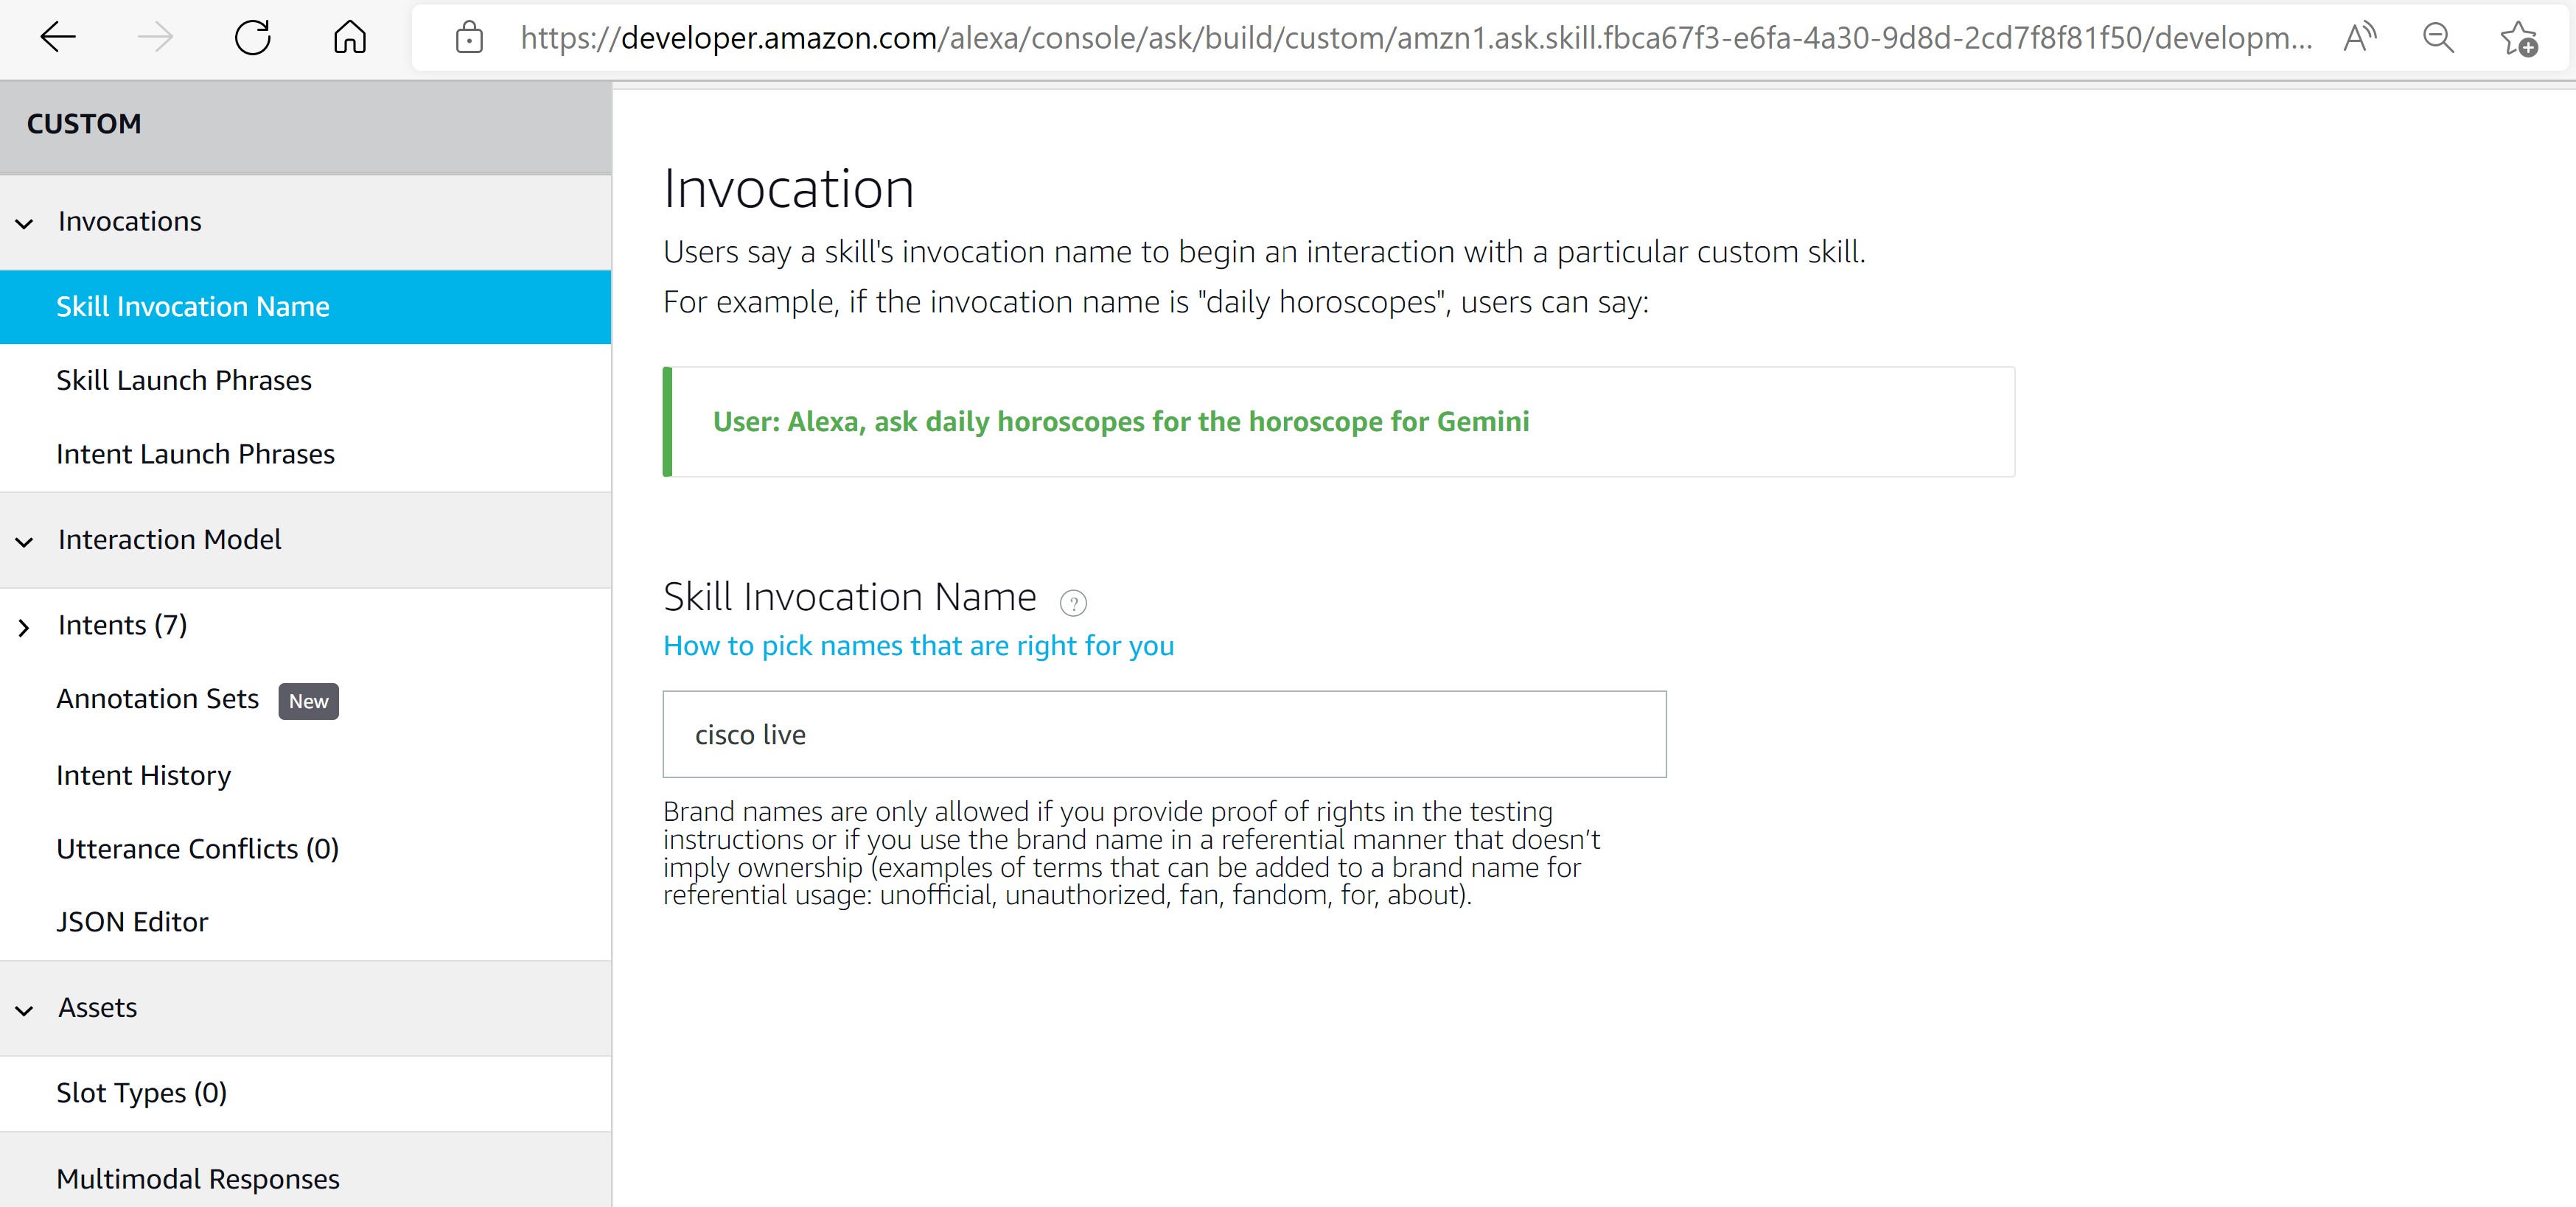 https://developer.amazon.com/alexa/console/ask/build/custom/amzn1.ask.skill.fbca67f3-e6fa-4a30-9d8d-2cd7f8f81f50/developm...
CUSTOM
Invocations
Skill Invocation Name
Skill Launch Phrases
Intent Launch Phrases
Interaction Model
Intents (7)
Annotation Sets New
Intent History
Utterance Conflicts (0)
JSON Editor
Assets
Slot Types (0)
Multimodal Responses
Invocation
Users say a skill's invocation name to begin an interaction with a particular custom skill.
For example, if the invocation name is "daily horoscopes", users can say:
User: Alexa, ask daily horoscopes for the horoscope for Gemini
Skill Invocation Name ?
How to pick names that are right for you
cisco live
Brand names are only allowed if you provide proof of rights in the testing
instructions or if you use the brand name in a referential manner that doesn’t
imply ownership (examples of terms that can be added to a brand name for
referential usage: unofficial, unauthorized, fan, fandom, for, about).